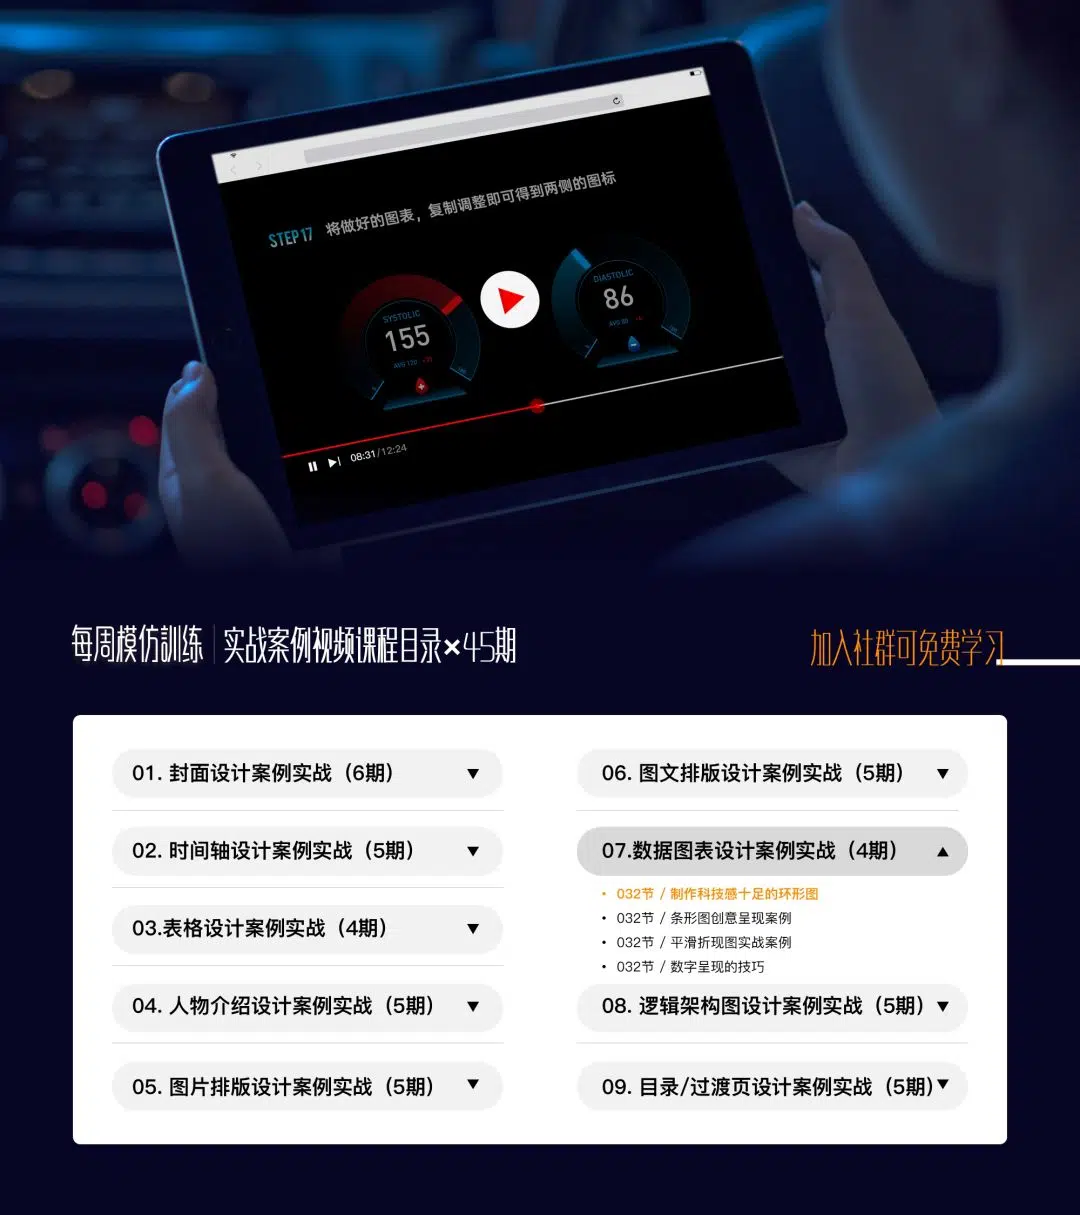 STEP17 将做好的图表，复制调整即可得到两侧的图标
SYSTOLIC
155
AVG 120 +35
DIASTOLIC
86
AVG 80 +6
08:31/12:24
每周模仿训练 | 实战案例视频课程目录×45期
加入社群可免费学习
01. 封面设计案例实战（6期）
02. 时间轴设计案例实战（5期）
03.表格设计案例实战（4期）
04. 人物介绍设计案例实战（5期）
05. 图片排版设计案例实战（5期）
06. 图文排版设计案例实战（5期）
07.数据图表设计案例实战（4期）
• 032节 / 制作科技感十足的环形图
• 032节 / 条形图创意呈现案例
• 032节 / 平滑折现图实战案例
• 032节 / 数字呈现的技巧
08. 逻辑架构图设计案例实战（5期）
09. 目录/过渡页设计案例实战（5期）